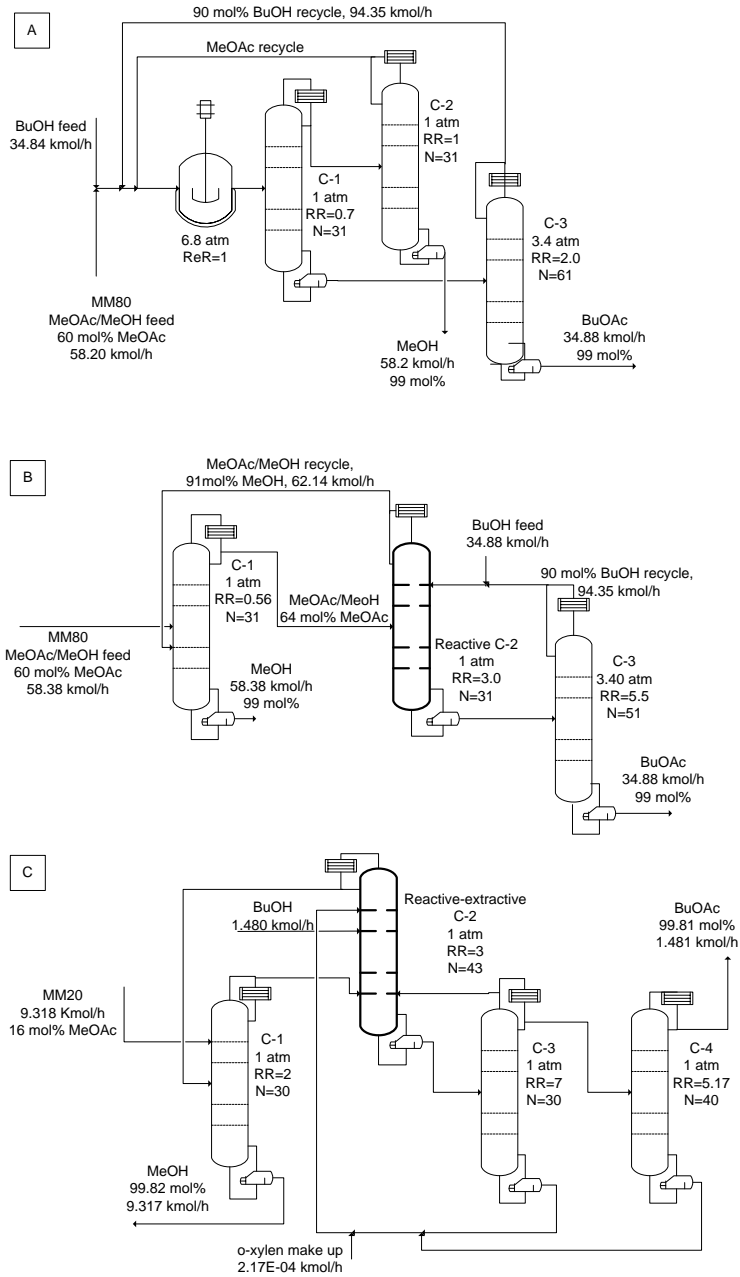 A
90 mol% BuOH recycle, 94.35 kmol/h
MeOAc recycle
BuOH feed
34.84 kmol/h
6.8 atm
ReR=1
C-1
1 atm
RR=0.7
N=31
C-2
1 atm
RR=1
N=31
C-3
3.4 atm
RR=2.0
N=61
MM80
MeOAc/MeOH feed
60 mol% MeOAc
58.20 kmol/h
MeOH
58.2 kmol/h
99 mol%
BuOAc
34.88 kmol/h
99 mol%
B
MeOAc/MeOH recycle,
91mol% MeOH, 62.14 kmol/h
BuOH feed
34.88 kmol/h
90 mol% BuOH recycle,
94.35 kmol/h
C-1
1 atm
RR=0.56
N=31
MeOAc/MeoH
64 mol% MeOAc
MM80
MeOAc/MeOH feed
60 mol% MeOAc
58.38 kmol/h
MeOH
58.38 kmol/h
99 mol%
Reactive C-2
1 atm
RR=3.0
N=31
C-3
3.40 atm
RR=5.5
N=51
BuOAc
34.88 kmol/h
99 mol%
C
BuOH
1.480 kmol/h
Reactive-extractive
C-2
1 atm
RR=3
N=43
BuOAc
99.81 mol%
1.481 kmol/h
MM20
9.318 Kmol/h
16 mol% MeOAc
C-1
1 atm
RR=2
N=30
C-3
1 atm
RR=7
N=30
C-4
1 atm
RR=5.17
N=40
MeOH
99.82 mol%
9.317 kmol/h
o-xylen make up
2.17E-04 kmol/h